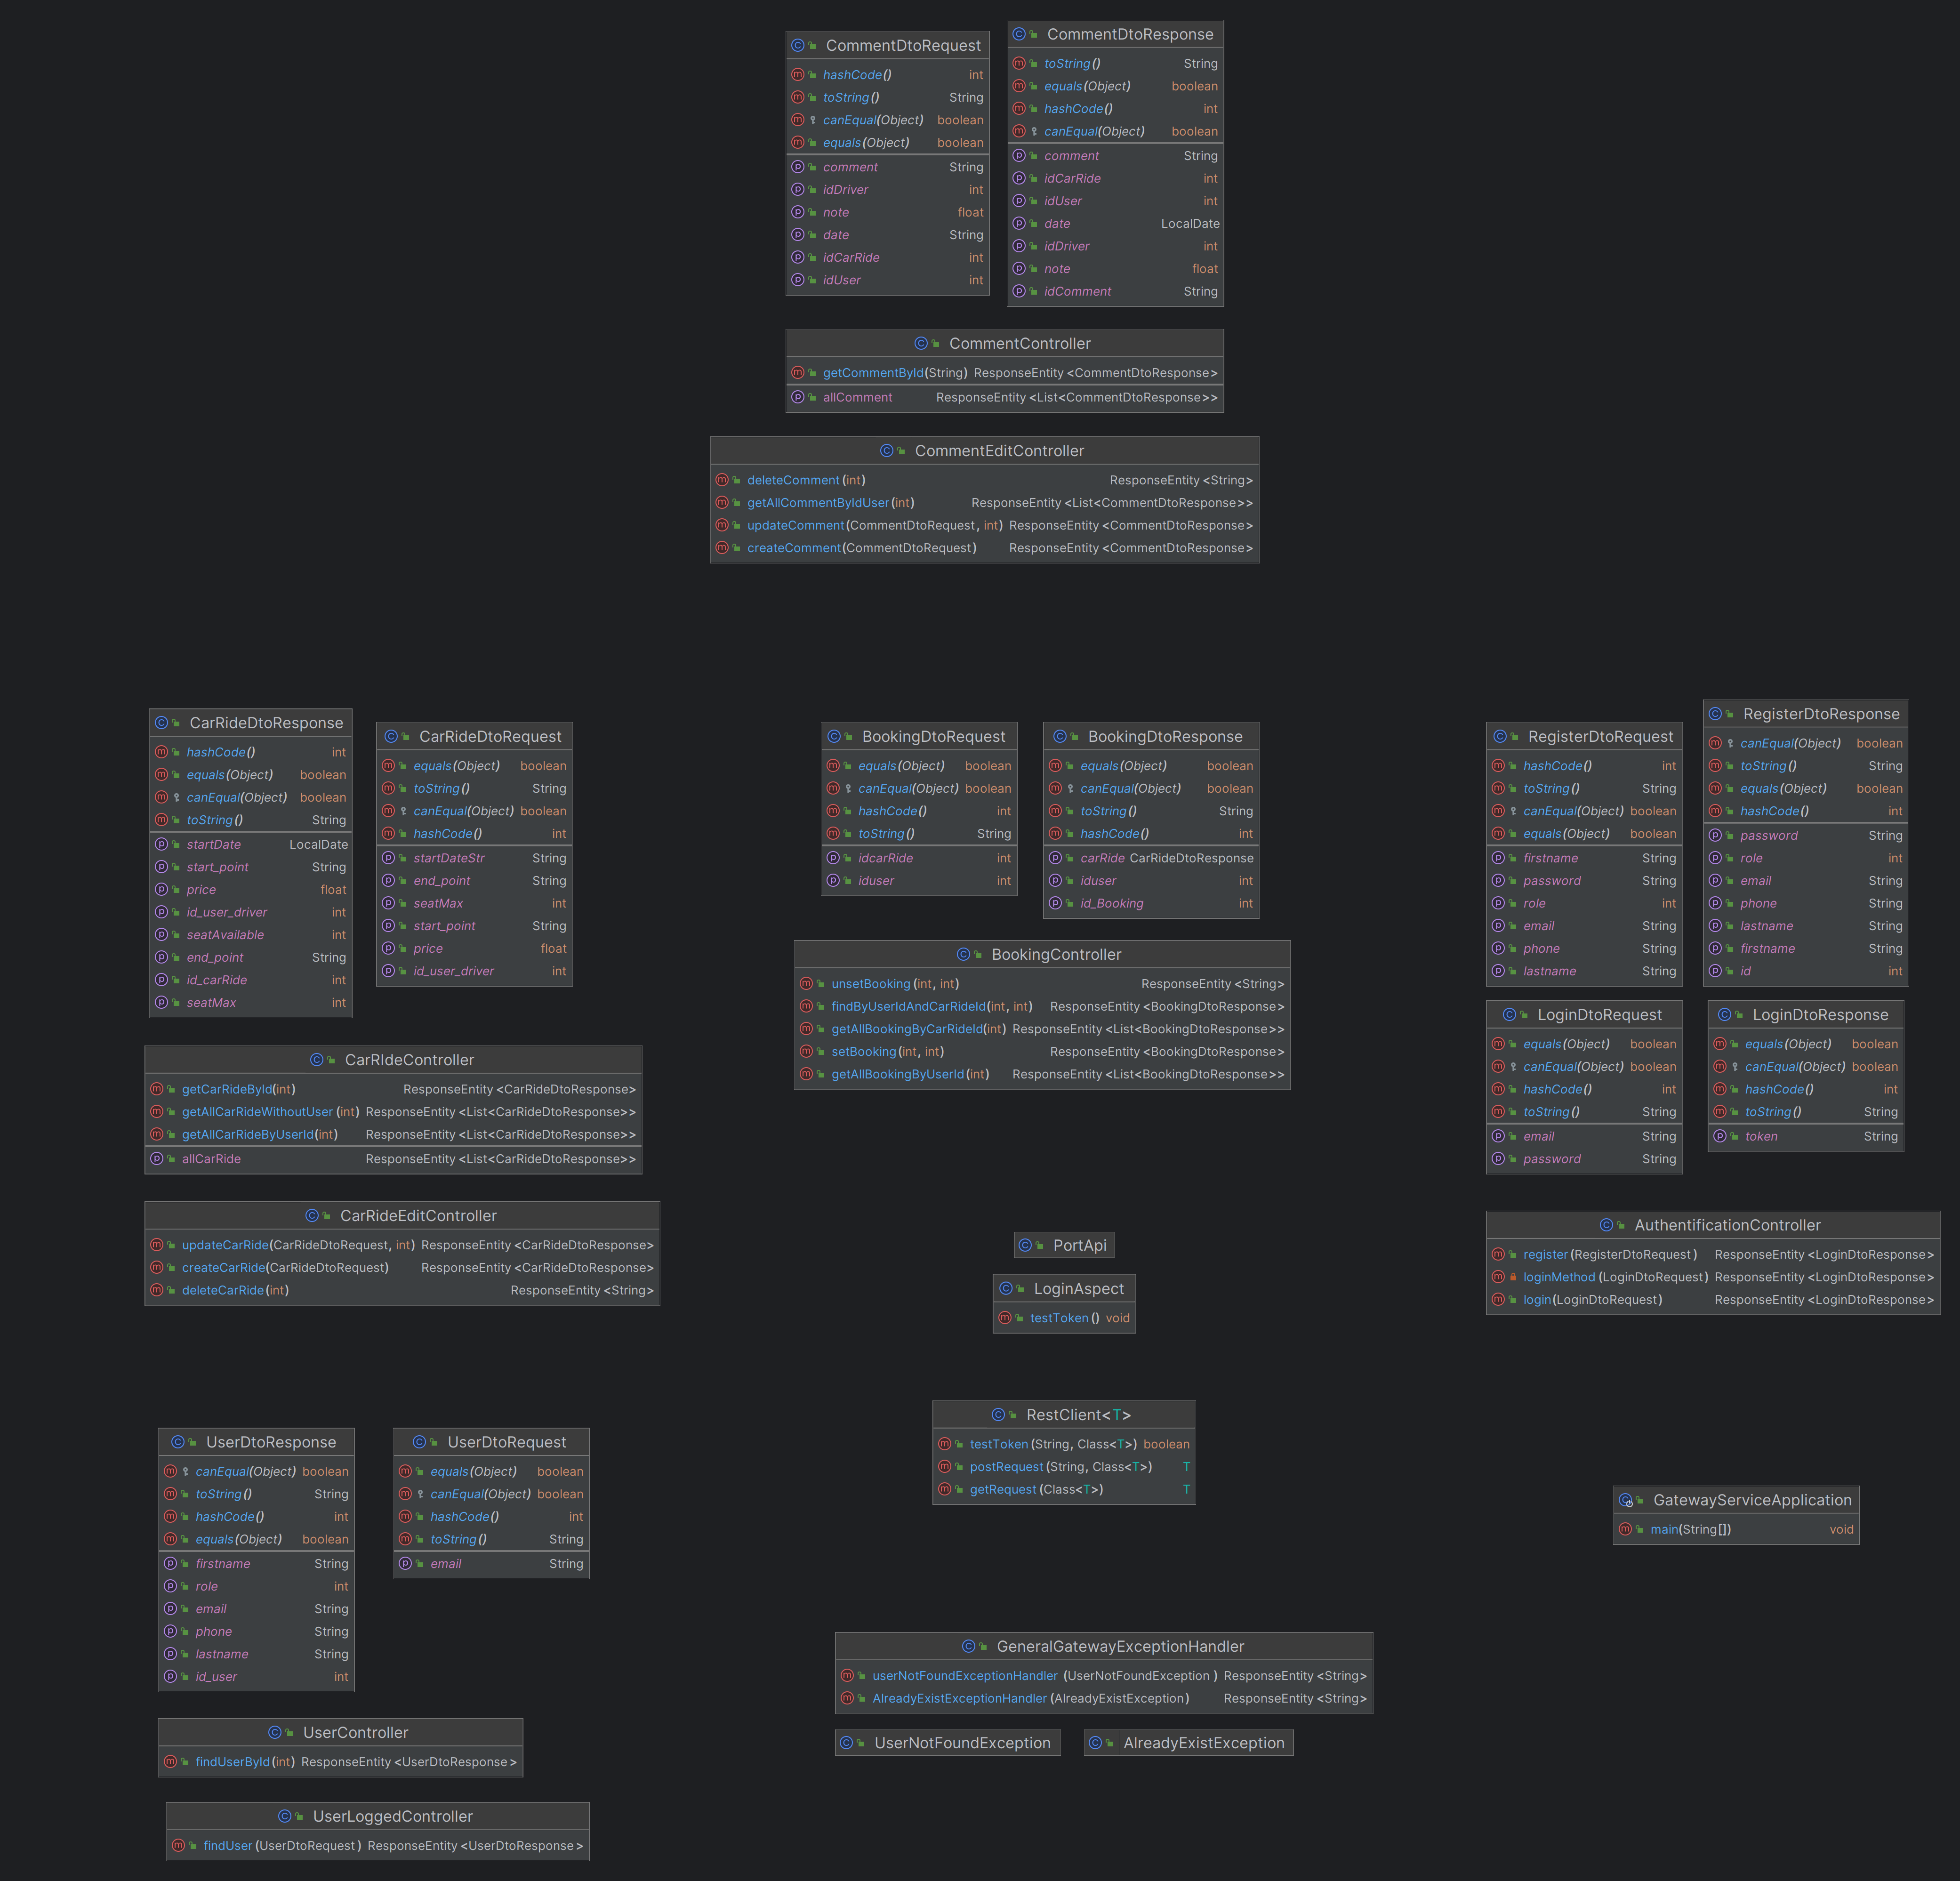 CommentDtoRequest
hashCode() int
toString() String
canEqual(Object) boolean
equals(Object) boolean
comment String
idDriver int
note float
date String
idCarRide int
idUser int
CommentDtoResponse
toString() String
equals(Object) boolean
hashCode() int
canEqual(Object) boolean
comment String
idCarRide int
idUser int
date LocalDate
idDriver int
note float
idComment String
CommentController
getCommentById(String) ResponseEntity<CommentDtoResponse>
allComment ResponseEntity<List<CommentDtoResponse>>
CommentEditController
deleteComment(int) ResponseEntity<String>
getAllCommentByIdUser(int) ResponseEntity<List<CommentDtoResponse>>
updateComment(CommentDtoRequest, int) ResponseEntity<CommentDtoResponse>
createComment(CommentDtoRequest) ResponseEntity<CommentDtoResponse>
CarRideDtoResponse
hashCode() int
equals(Object) boolean
canEqual(Object) boolean
toString() String
startDate LocalDate
start_point String
price float
id_user_driver int
seatAvailable int
end_point String
id_carRide int
seatMax int
CarRideDtoRequest
equals(Object) boolean
toString() String
canEqual(Object) boolean
hashCode() int
startDateStr String
end_point String
seatMax int
start_point String
price float
id_user_driver int
CarRIdeController
getCarRideById(int) ResponseEntity<CarRideDtoResponse>
getAllCarRideWithoutUser(int) ResponseEntity<List<CarRideDtoResponse>>
getAllCarRideByUserId(int) ResponseEntity<List<CarRideDtoResponse>>
allCarRide ResponseEntity<List<CarRideDtoResponse>>
CarRideEditController
updateCarRide(CarRideDtoRequest, int) ResponseEntity<CarRideDtoResponse>
createCarRide(CarRideDtoRequest) ResponseEntity<CarRideDtoResponse>
deleteCarRide(int) ResponseEntity<String>
BookingDtoRequest
equals(Object) boolean
canEqual(Object) boolean
hashCode() int
toString() String
idcarRide int
iduser int
BookingDtoResponse
equals(Object) boolean
canEqual(Object) boolean
toString() String
hashCode() int
carRide CarRideDtoResponse
iduser int
id_Booking int
BookingController
unsetBooking(int, int) ResponseEntity<String>
findByUserIdAndCarRideId(int, int) ResponseEntity<BookingDtoResponse>
getAllBookingByCarRideId(int) ResponseEntity<List<BookingDtoResponse>>
setBooking(int, int) ResponseEntity<BookingDtoResponse>
getAllBookingByUserId(int) ResponseEntity<List<BookingDtoResponse>>
RegisterDtoRequest
hashCode() int
toString() String
canEqual(Object) boolean
equals(Object) boolean
firstname String
password String
role int
email String
phone String
lastname String
RegisterDtoResponse
canEqual(Object) boolean
toString() String
equals(Object) boolean
hashCode() int
password String
role int
email String
phone String
lastname String
firstname String
id int
LoginDtoRequest
equals(Object) boolean
canEqual(Object) boolean
hashCode() int
toString() String
email String
password String
LoginDtoResponse
equals(Object) boolean
canEqual(Object) boolean
hashCode() int
toString() String
token String
AuthentificationController
register(RegisterDtoRequest) ResponseEntity<LoginDtoResponse>
loginMethod(LoginDtoRequest) ResponseEntity<LoginDtoResponse>
login(LoginDtoRequest) ResponseEntity<LoginDtoResponse>
PortApi
LoginAspect
testToken() void
RestClient<T>
testToken(String, Class<T>) boolean
postRequest(String, Class<T>) T
getRequest(Class<T>) T
GatewayServiceApplication
main(String[]) void
UserDtoResponse
canEqual(Object) boolean
toString() String
hashCode() int
equals(Object) boolean
firstname String
role int
email String
phone String
lastname String
id_user int
UserDtoRequest
equals(Object) boolean
canEqual(Object) boolean
hashCode() int
toString() String
email String
UserController
findUserById(int) ResponseEntity<UserDtoResponse>
UserLoggedController
findUser(UserDtoRequest) ResponseEntity<UserDtoResponse>
GeneralGatewayExceptionHandler
userNotFoundExceptionHandler(UserNotFoundException) ResponseEntity<String>
AlreadyExistExceptionHandler(AlreadyExistException) ResponseEntity<String>
UserNotFoundException
AlreadyExistException